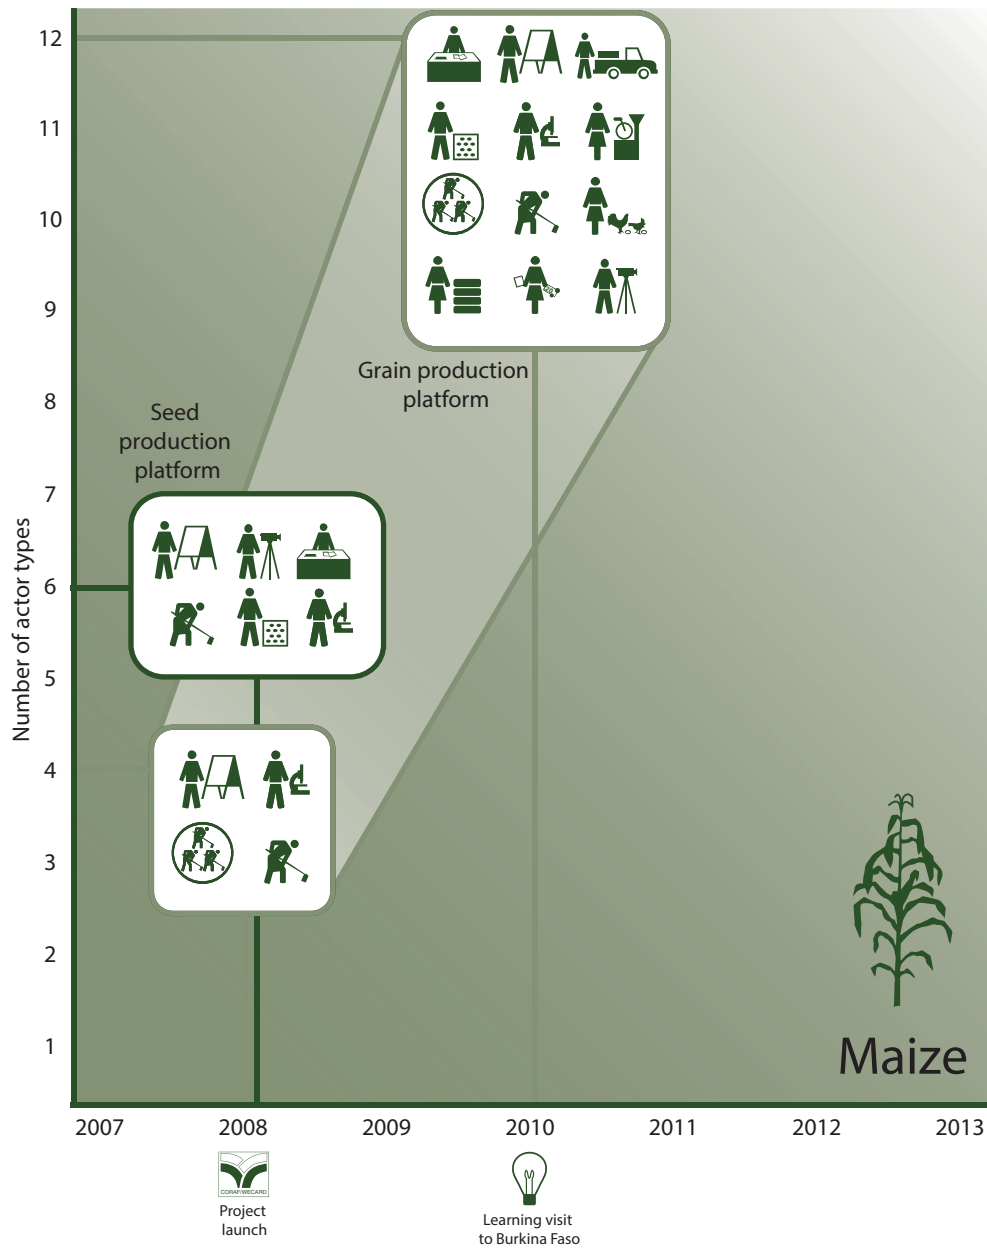 12
11
10
9
8
7
6
5
4
3
2
1
Number of actor types
Grain production
platform
Seed
production
platform
Maize
2007 2008 2009 2010 2011 2012 2013
CORAF/WECARD
Project
launch
Learning visit
to Burkina Faso